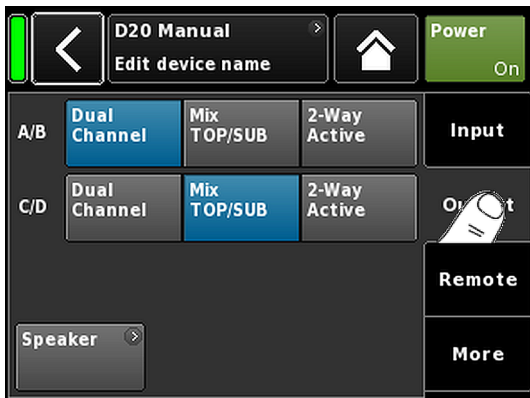 D20 Manual
Edit device name
Power
On
A/B
Dual
Channel
Mix
TOP/SUB
2-Way
Active
Input
C/D
Dual
Channel
Mix
TOP/SUB
2-Way
Active
Remote
Speaker
More